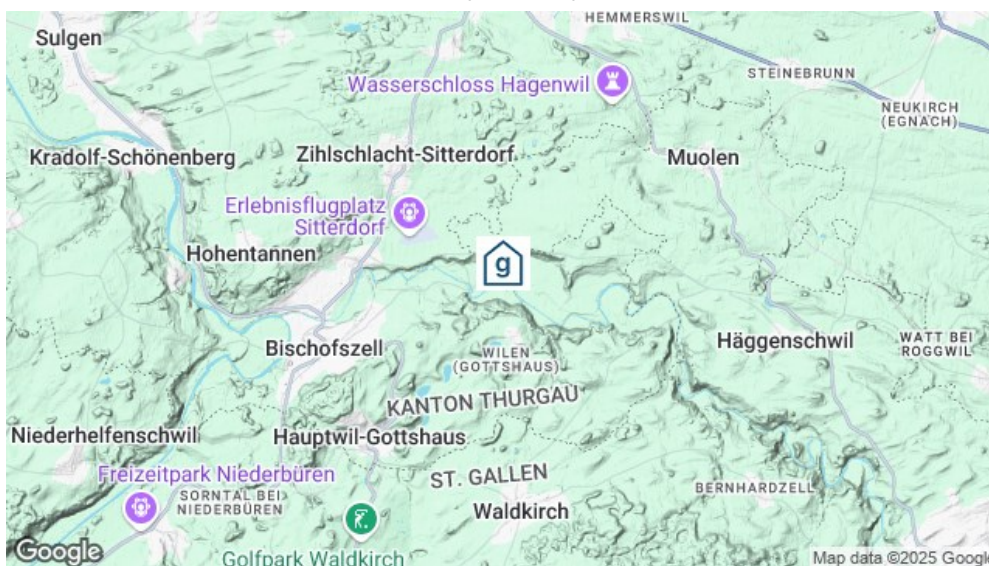 HEMMERSWIL
Sulgen
STEINEBRUNN
Wasserschloss Hagenwil
NEUKIRCH
(EGNACH)
Kradolf-Schönenberg
Zihlschlacht-Sitterdorf
Muolen
Erlebnisflugplatz
Sitterdorf
Hohentannen
g
Bischofszell
Häggenschwil
WATT BEI
ROGGWIL
WILEN
(GOTTSHAUS)
KANTON THURGAU
Niederhelfenschwil
Hauptwil-Gottshaus
Freizeitpark Niederbüren
ST. GALLEN
BERNHARDZELL
SORNTAL BEI
NIEDERBÜREN
Waldkirch
Golfpark Waldkirch
Google
Map data ©2025 Google